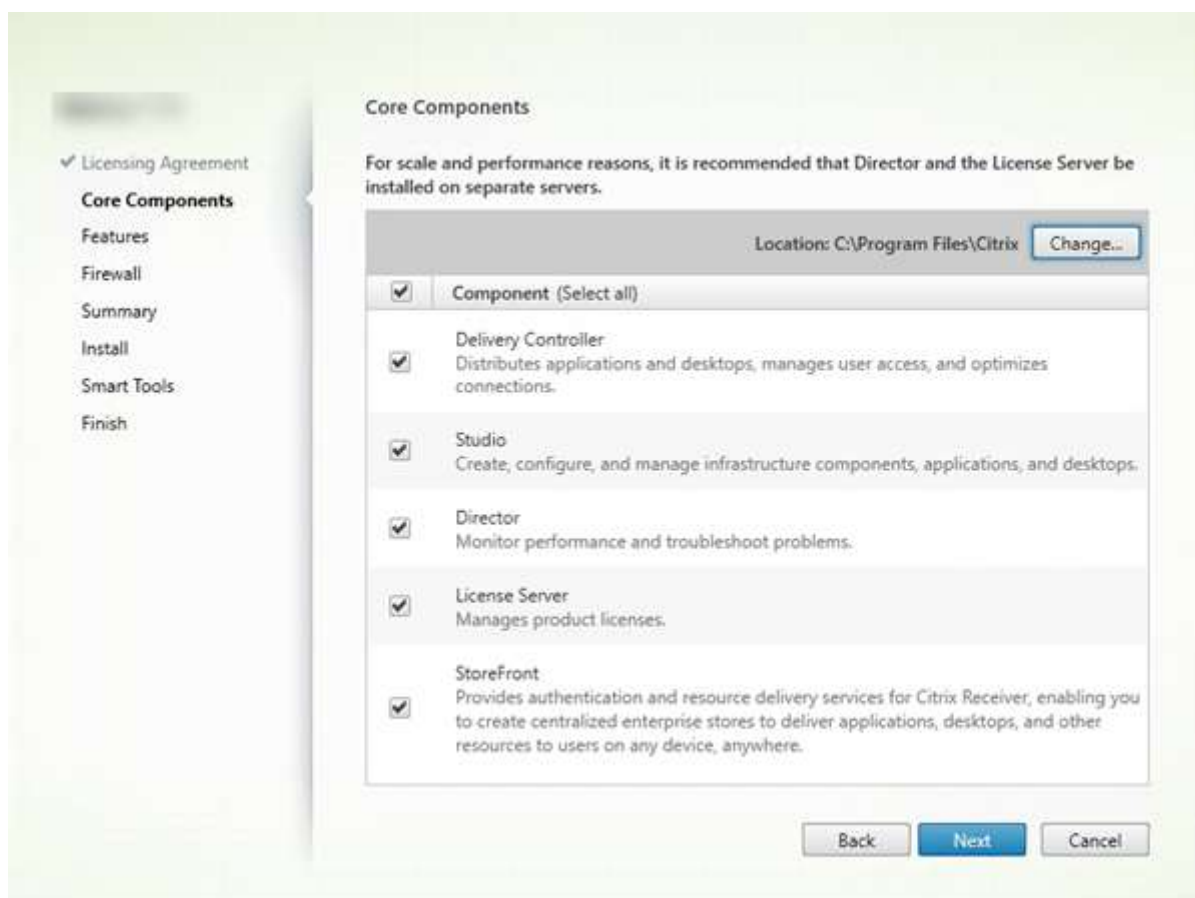 Core Components
✔ Licensing Agreement
Core Components
Features
Firewall
Summary
Install
Smart Tools
Finish
For scale and performance reasons, it is recommended that Director and the License Server be
installed on separate servers.
Location: C:\Program Files\Citrix Change...
Component (Select all)
Delivery Controller
Distributes applications and desktops, manages user access, and optimizes
connections.
Studio
Create, configure, and manage infrastructure components, applications, and desktops.
Director
Monitor performance and troubleshoot problems.
License Server
Manages product licenses.
StoreFront
Provides authentication and resource delivery services for Citrix Receiver, enabling you
to create centralized enterprise stores to deliver applications, desktops, and other
resources to users on any device, anywhere.
Back Next Cancel